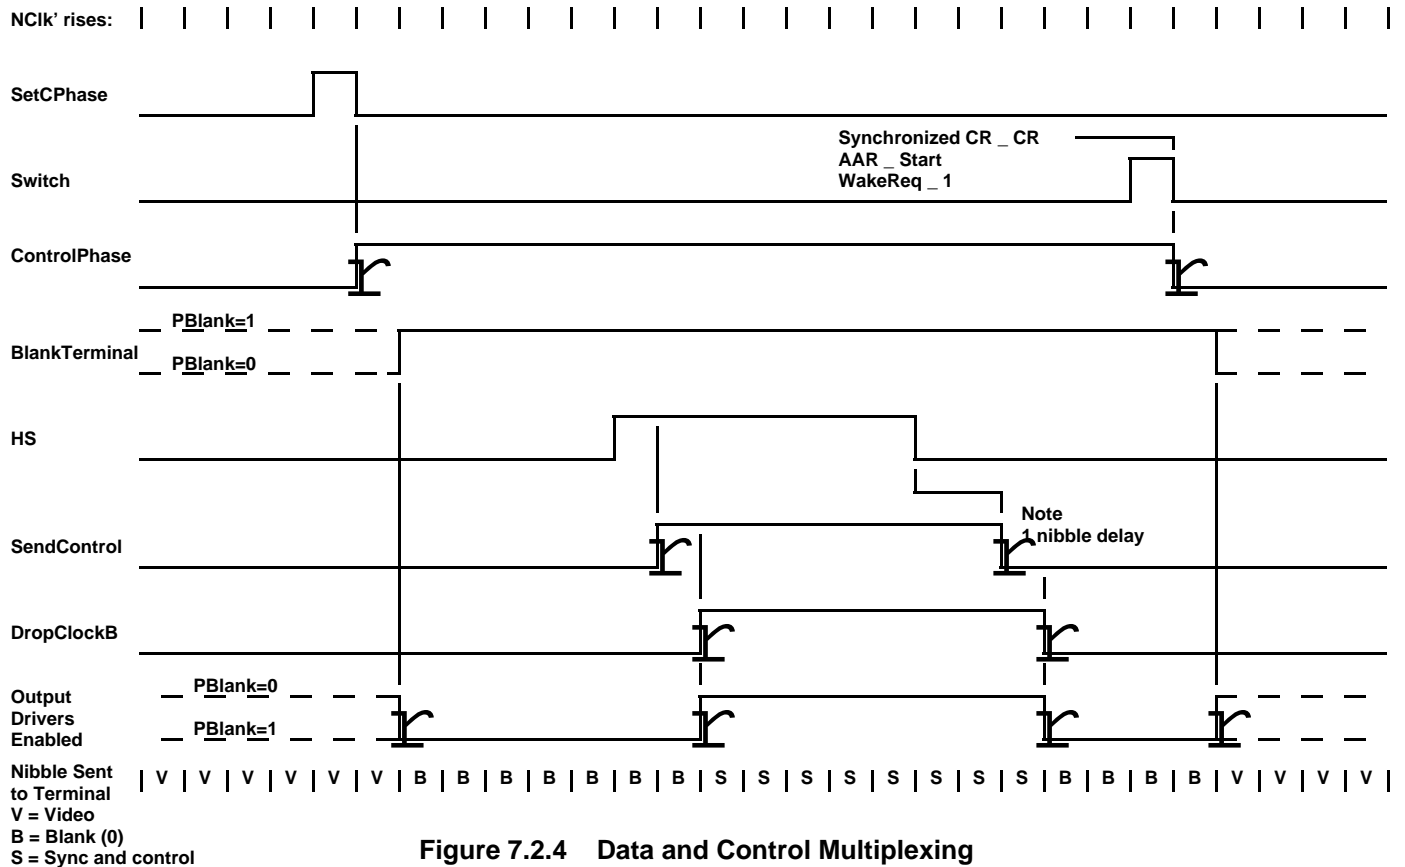 NClk' rises:
SetCPhase
Synchronized CR _ CR
AAR _ Start
WakeReq _ 1
Switch
ControlPhase
PBlank=1
BlankTerminal
PBlank=0
HS
Note
1 nibble delay
SendControl
DropClockB
PBlank=0
Output
Drivers
Enabled
PBlank=1
Nibble Sent
to Terminal
V V V V V V B B B B B B B S S S S S S S S B B B B V V V V
V = Video
B = Blank (0)
S = Sync and control
Figure 7.2.4 Data and Control Multiplexing